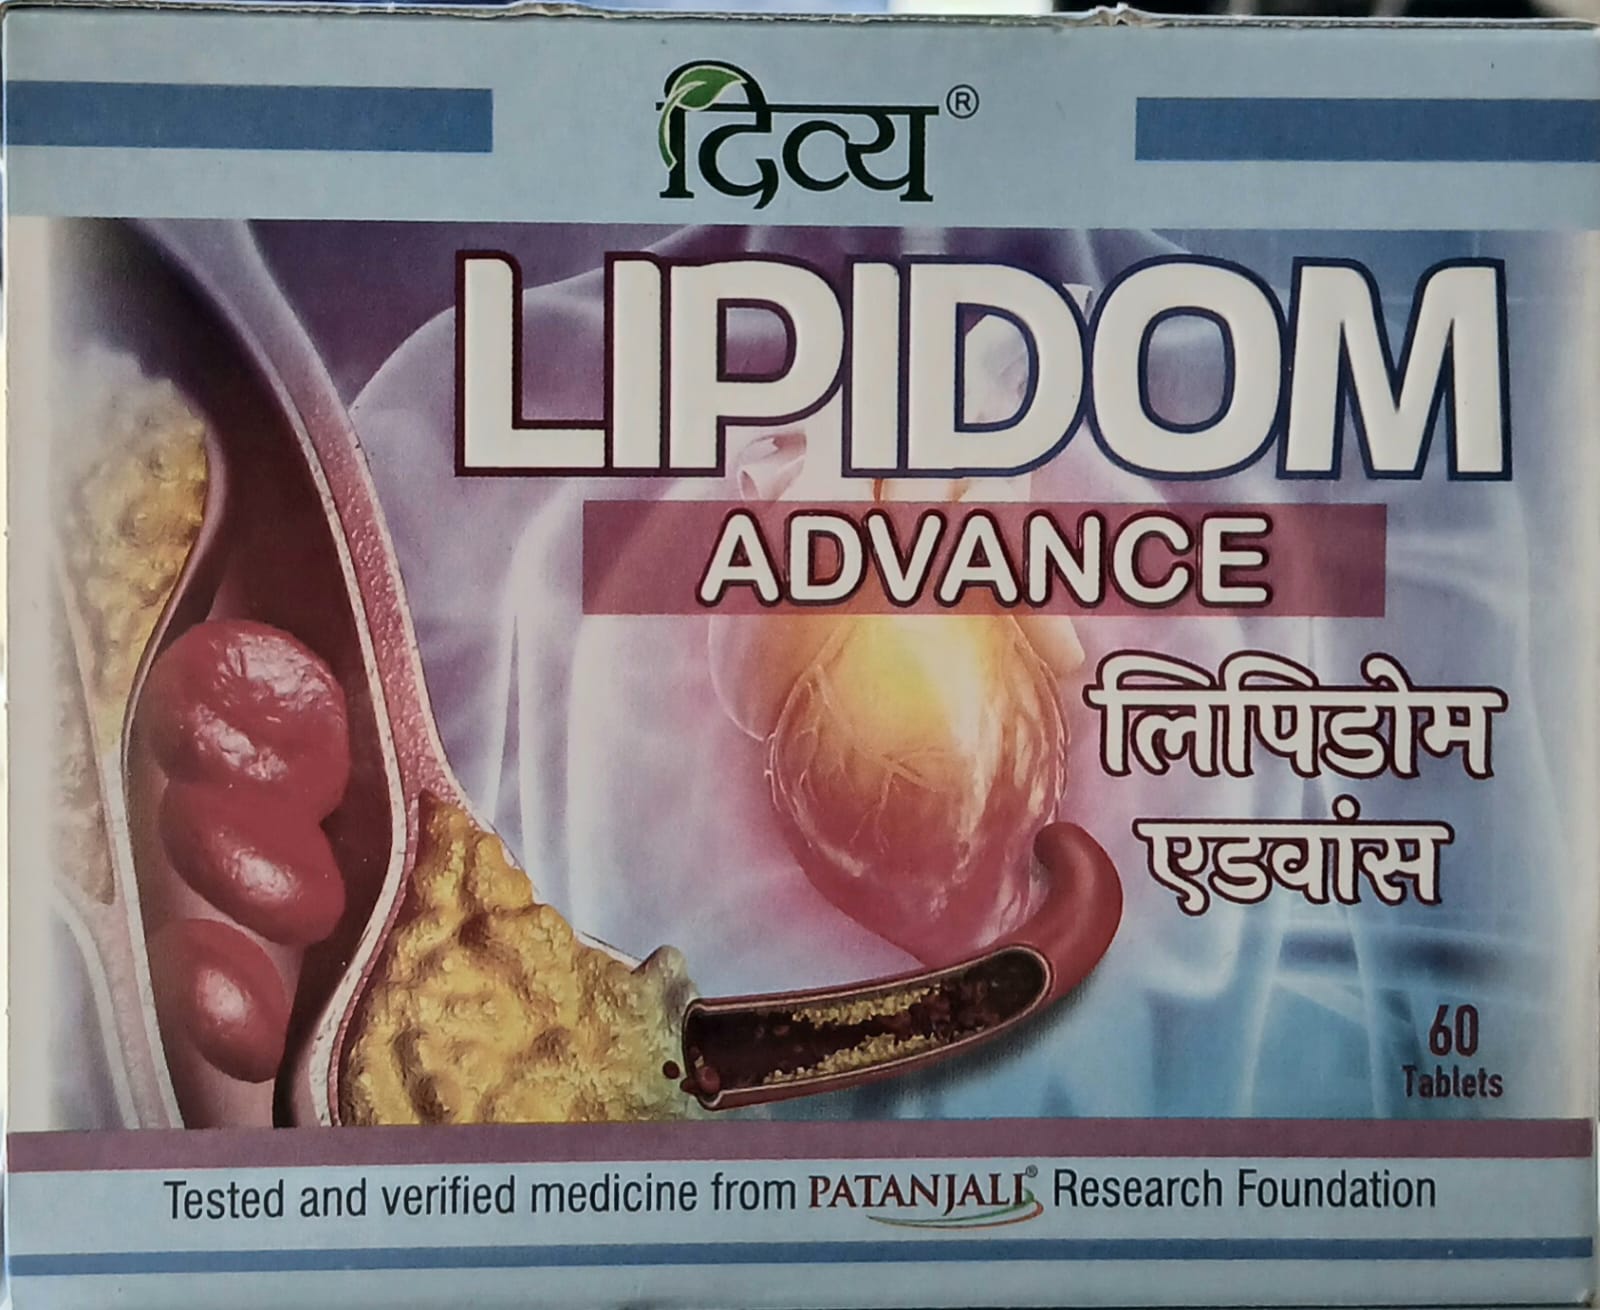 दिव्य®
LIPIDOM
ADVANCE
लिपिडोम
एडवांस
60
Tablets
Tested and verified medicine from PATANJALI® Research Foundation